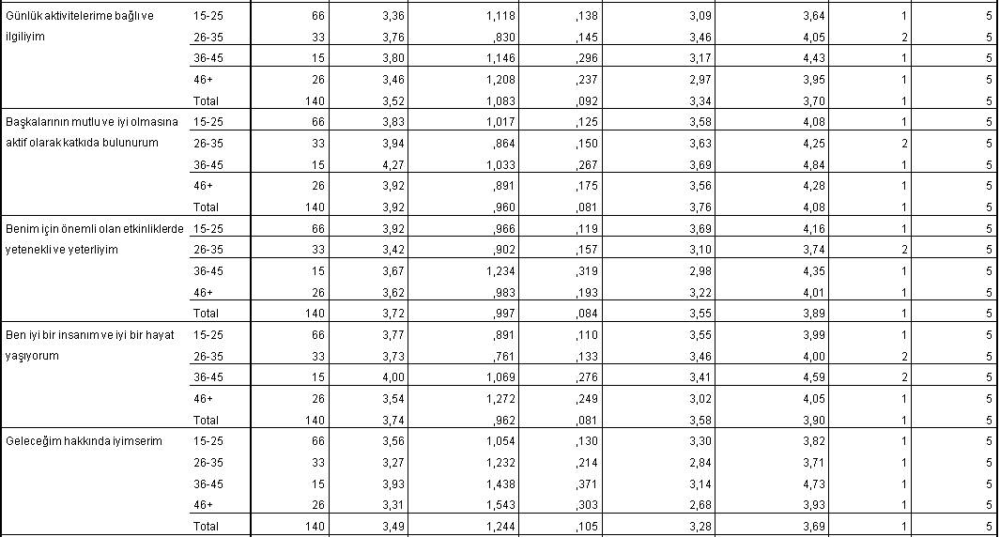 Günlük aktivitelerime bağlı ve 15-25 66 3,36 1,118 ,138 3,09 3,64 1 5
ilgiliyim 26-35 33 3,76 ,830 ,145 3,46 4,05 2 5
36-45 15 3,80 1,146 ,296 3,17 4,43 1 5
46+ 26 3,46 1,208 ,237 2,97 3,95 1 5
Total 140 3,52 1,083 ,092 3,34 3,70 1 5
Başkalarının mutlu ve iyi olmasına 15-25 66 3,83 1,017 ,125 3,58 4,08 1 5
aktif olarak katkıda bulunurum 26-35 33 3,94 ,864 ,150 3,63 4,25 2 5
36-45 15 4,27 1,033 ,267 3,69 4,84 1 5
46+ 26 3,92 ,891 ,175 3,56 4,28 1 5
Total 140 3,92 ,960 ,081 3,76 4,08 1 5
Benim için önemli olan etkinliklerde 15-25 66 3,92 ,966 ,119 3,69 4,16 1 5
yetenekli ve yeterliyim 26-35 33 3,42 ,902 ,157 3,10 3,74 2 5
36-45 15 3,67 1,234 ,319 2,98 4,35 1 5
46+ 26 3,62 ,983 ,193 3,22 4,01 1 5
Total 140 3,72 ,997 ,084 3,55 3,89 1 5
Ben iyi bir insanım ve iyi bir hayat 15-25 66 3,77 ,891 ,110 3,55 3,99 1 5
yaşıyorum 26-35 33 3,73 ,761 ,133 3,46 4,00 2 5
36-45 15 4,00 1,069 ,276 3,41 4,59 2 5
46+ 26 3,54 1,272 ,249 3,02 4,05 1 5
Total 140 3,74 ,962 ,081 3,58 3,90 1 5
Geleceğim hakkında iyimserim 15-25 66 3,56 1,054 ,130 3,30 3,82 1 5
26-35 33 3,27 1,232 ,214 2,84 3,71 1 5
36-45 15 3,93 1,438 ,371 3,14 4,73 1 5
46+ 26 3,31 1,543 ,303 2,68 3,93 1 5
Total 140 3,49 1,244 ,105 3,28 3,69 1 5